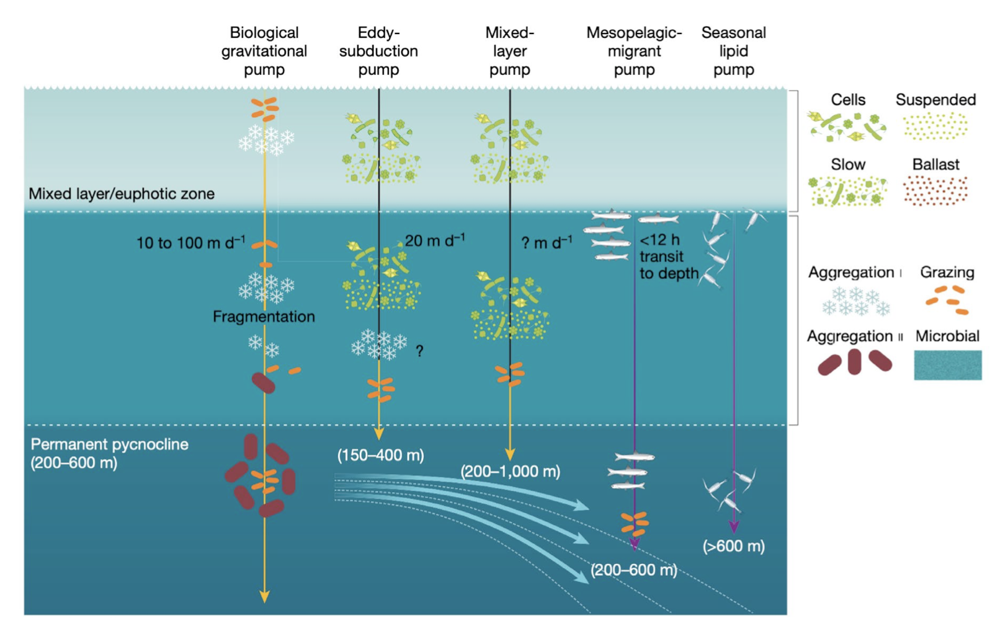 Biological
gravitational
pump
Eddy-
subduction
pump
Mixed-
layer
pump
Mesopelagic-
migrant
pump
Seasonal
lipid
pump
Cells
Suspended
Slow
Ballast
Mixed layer/euphotic zone
10 to 100 m d⁻¹
20 m d⁻¹
? m d⁻¹
<12 h
transit
to depth
Aggregation I
Grazing
Fragmentation
?
Aggregation II
Microbial
Permanent pycnocline
(200–600 m)
(150–400 m)
(200–1,000 m)
(>600 m)
(200–600 m)